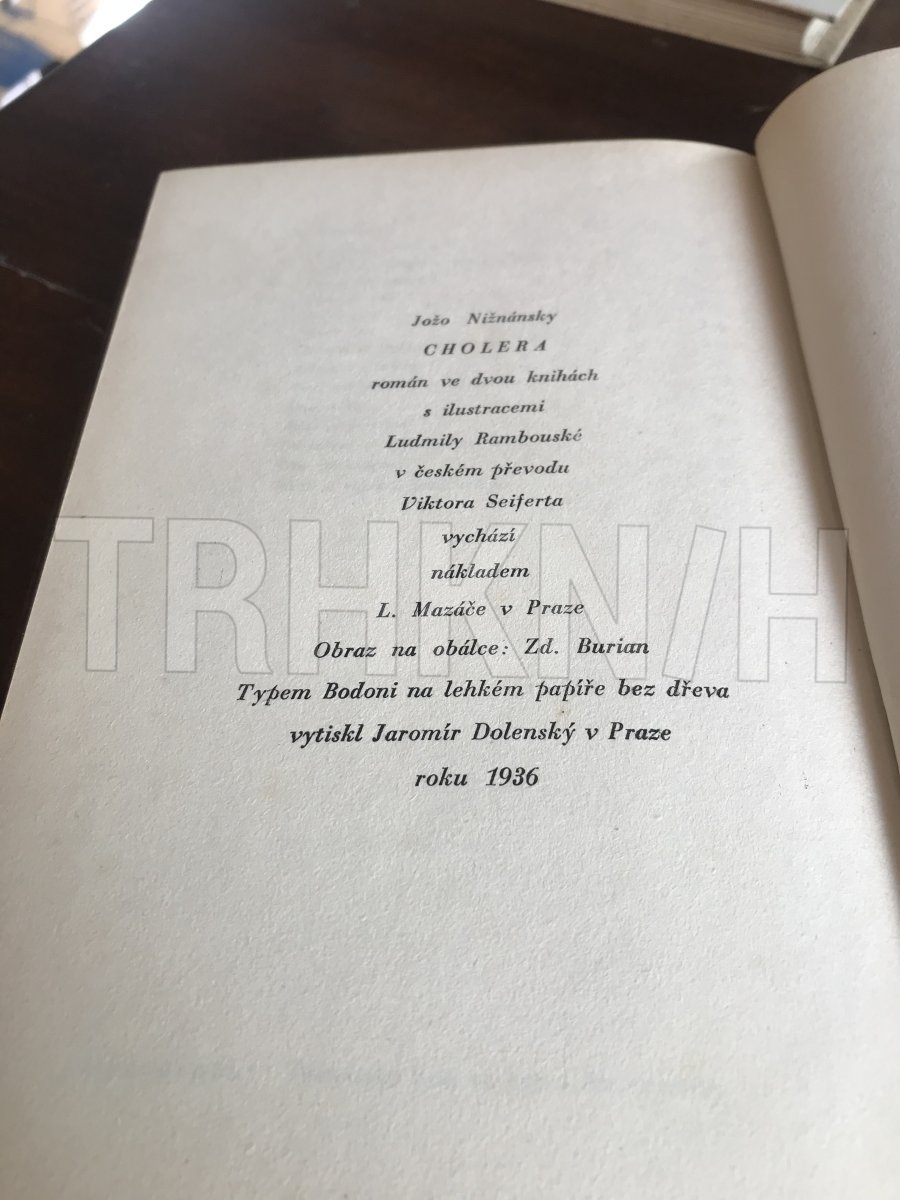 Jožo Nižnánsky
CHOLERA
román ve dvou knihách
s ilustracemi
Ludmily Rambouské
v českém převodu
Viktora Seiferta
vychází
nákladem
L. Mazáče v Praze
TRHKN/H
Obraz na obálce: Zd. Burian
Typem Bodoni na lehkém papíře bez dřeva
vytiskl Jaromír Dolenský v Praze
roku 1936